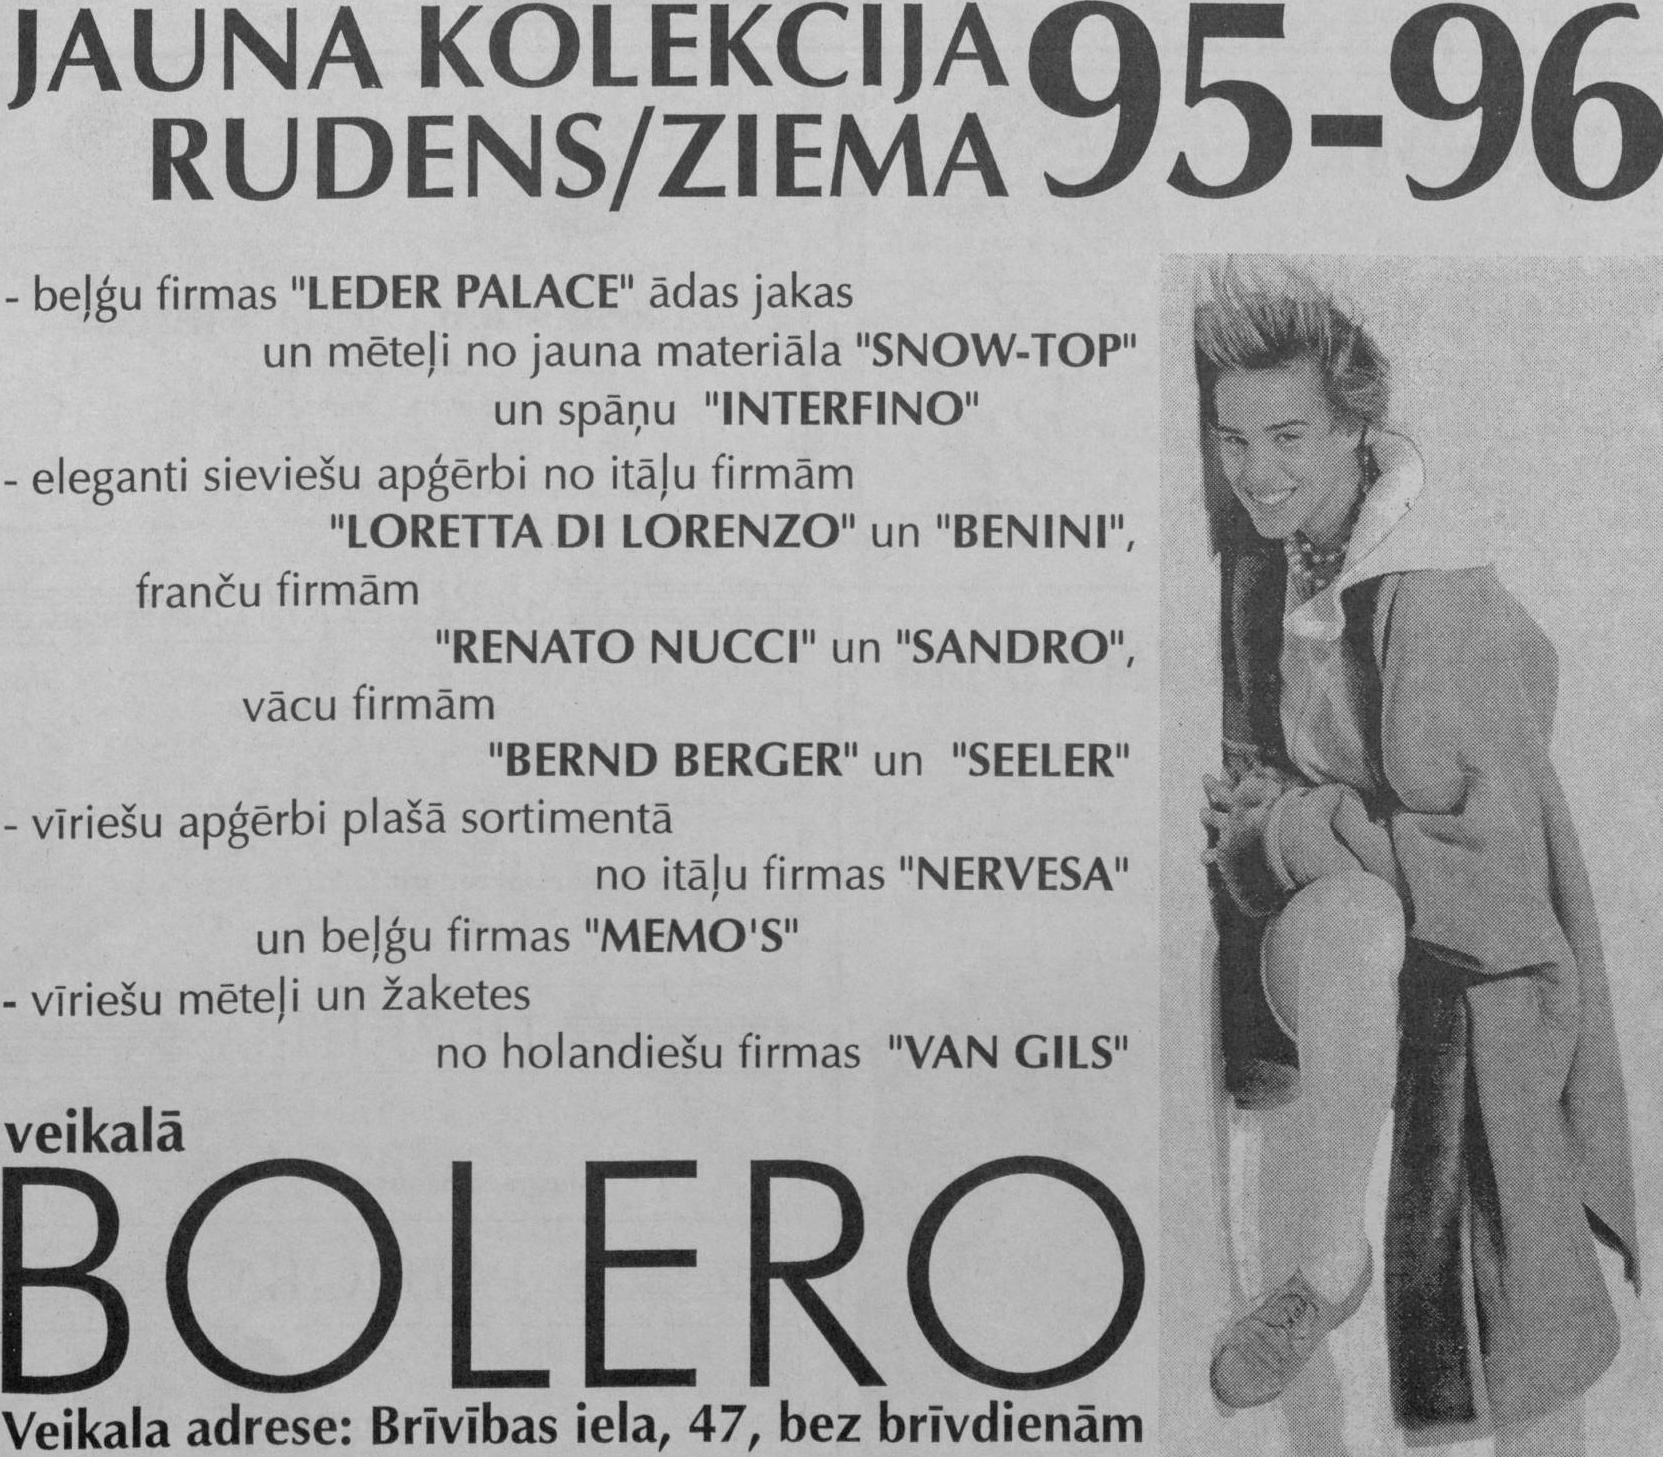 JAUNA KOLEKCIJA 95-96
RUDENS/ZIEMA
- beļģu firmas "LEDER PALACE" ādas jakas
un mēteļi no jauna materiāla "SNOW-TOP"
un spāņu "INTERFINO"
- eleganti sieviešu apģērbi no itāļu firmām
"LORETTA DI LORENZO" un "BENINI",
franču firmām
"RENATO NUCCI" un "SANDRO",
vācu firmām
"BERND BERGER" un "SEELER"
- vīriešu apģērbi plašā sortimentā
no itāļu firmas "NERVESA"
un beļģu firmas "MEMO'S"
- vīriešu mēteļi un žaketes
no holandiešu firmas "VAN GILS"
veikalā
BOLERO
Veikala adrese: Brīvības iela, 47, bez brīvdienām